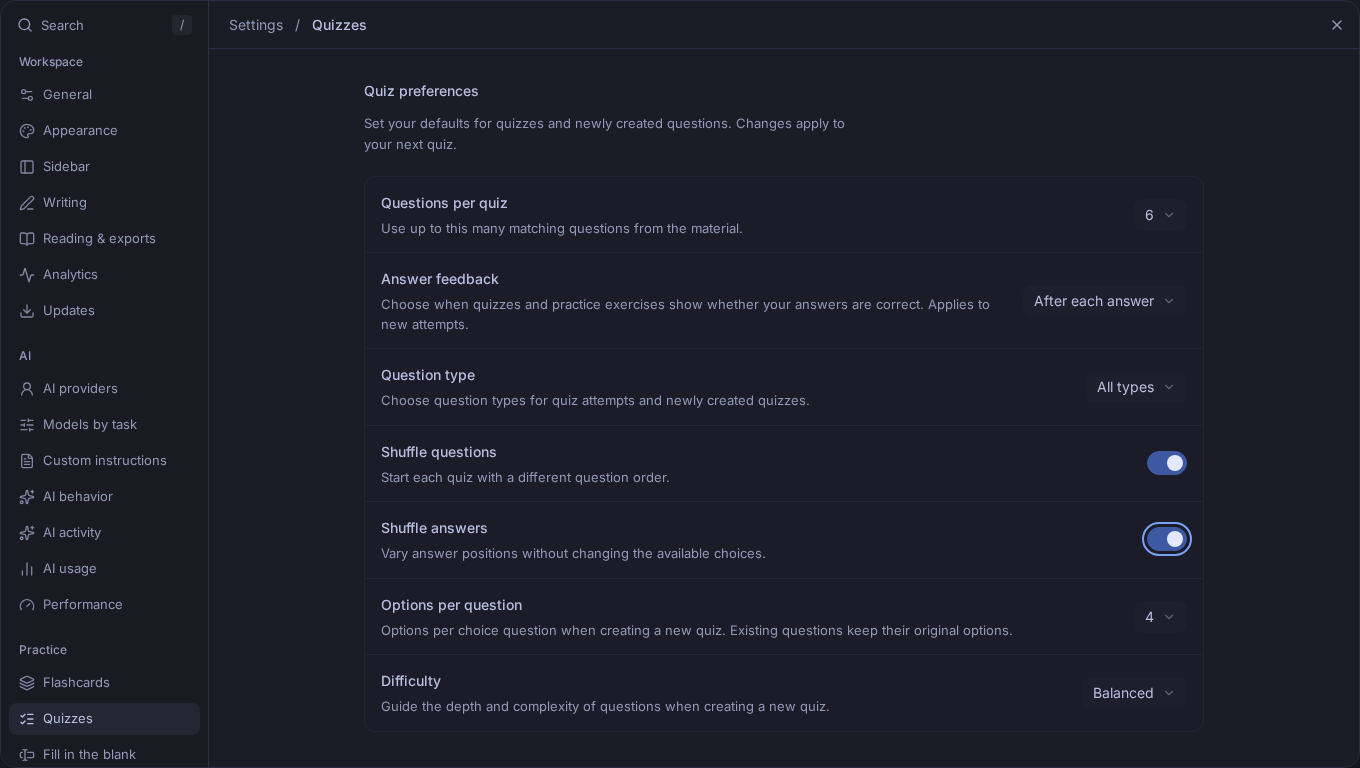 Search
/
Workspace
General
Appearance
Sidebar
Writing
Reading & exports
Analytics
Updates
AI
AI providers
Models by task
Custom instructions
AI behavior
AI activity
AI usage
Performance
Practice
Flashcards
Quizzes
Fill in the blank
Settings / Quizzes
Quiz preferences
Set your defaults for quizzes and newly created questions. Changes apply to
your next quiz.
Questions per quiz
Use up to this many matching questions from the material.
6
Answer feedback
Choose when quizzes and practice exercises show whether your answers are correct. Applies to
new attempts.
After each answer
Question type
Choose question types for quiz attempts and newly created quizzes.
All types
Shuffle questions
Start each quiz with a different question order.
Shuffle answers
Vary answer positions without changing the available choices.
Options per question
Options per choice question when creating a new quiz. Existing questions keep their original options.
4
Difficulty
Guide the depth and complexity of questions when creating a new quiz.
Balanced